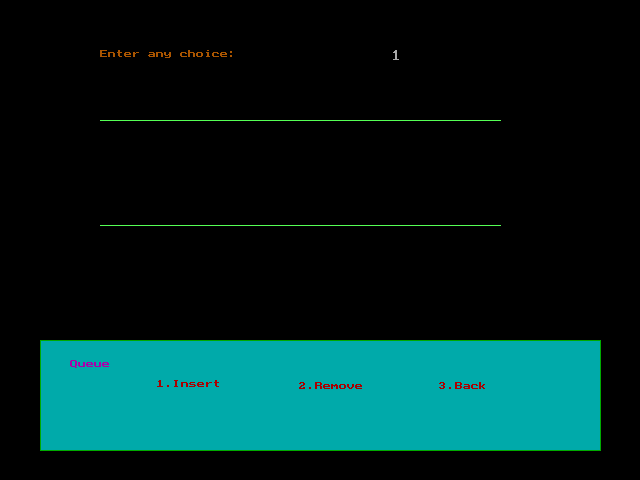 Enter any choice: 1
Queue
1.Insert 2.Remove 3.Back